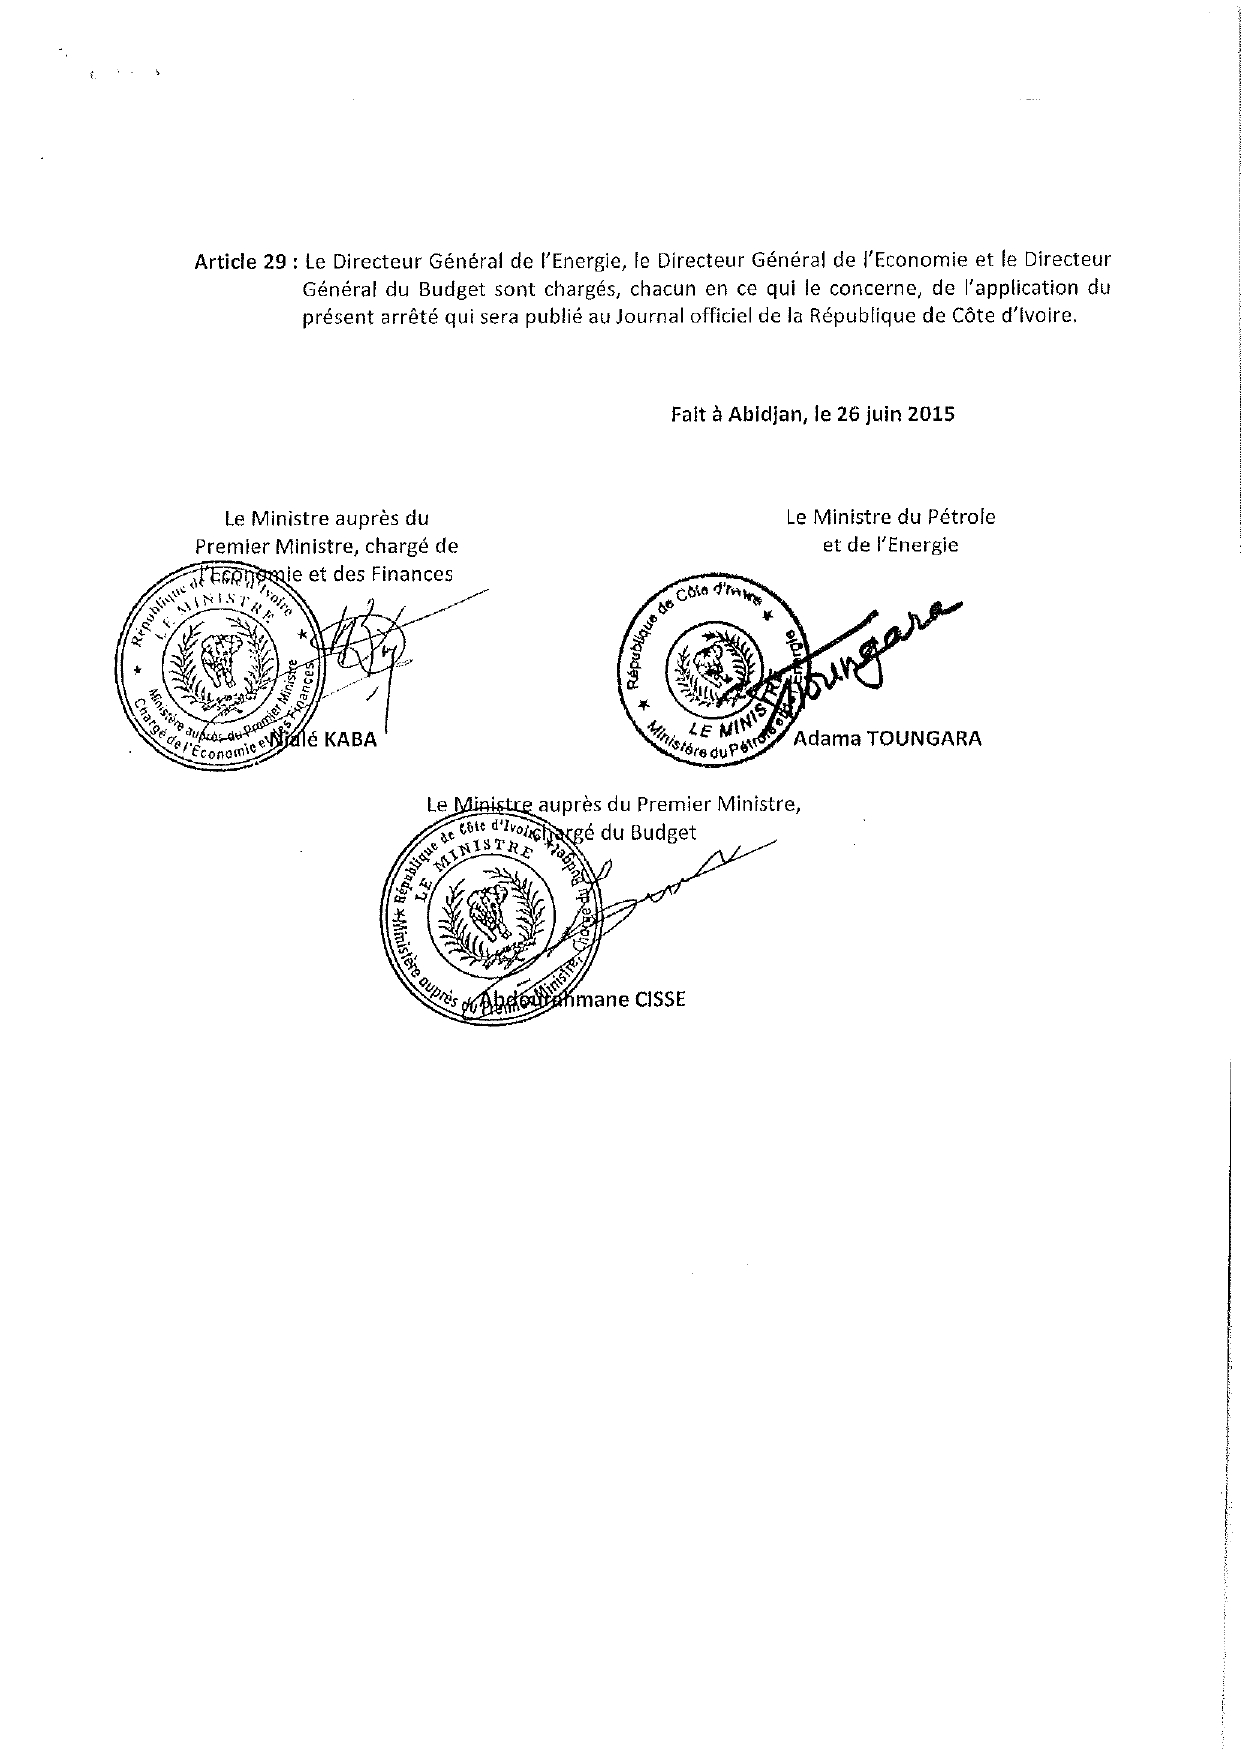 Article 29 : Le Directeur Général de l'Energie, le Directeur Général de l'Economie et le Directeur
Général du Budget sont chargés, chacun en ce qui le concerne, de l'application du
présent arrêté qui sera publié au Journal officiel de la République de Côte d'Ivoire.
Fait à Abidjan, le 26 juin 2015
Le Ministre auprès du
Premier Ministre, chargé de
l'Economie et des Finances
République de Côte d'Ivoire
LE MINISTRE
Ministère auprès du Premier Ministre
Chargé de l'Economie et des Finances
Nialé KABA
Le Ministre du Pétrole
et de l'Energie
République de Côte d'Ivoire
LE MINISTRE
Ministère du Pétrole et de l'Energie
Toungara
Adama TOUNGARA
Le Ministre auprès du Premier Ministre,
chargé du Budget
République de Côte d'Ivoire
LE MINISTRE
Ministère auprès du Premier Ministre, Chargé du Budget
Abdourahmane CISSE